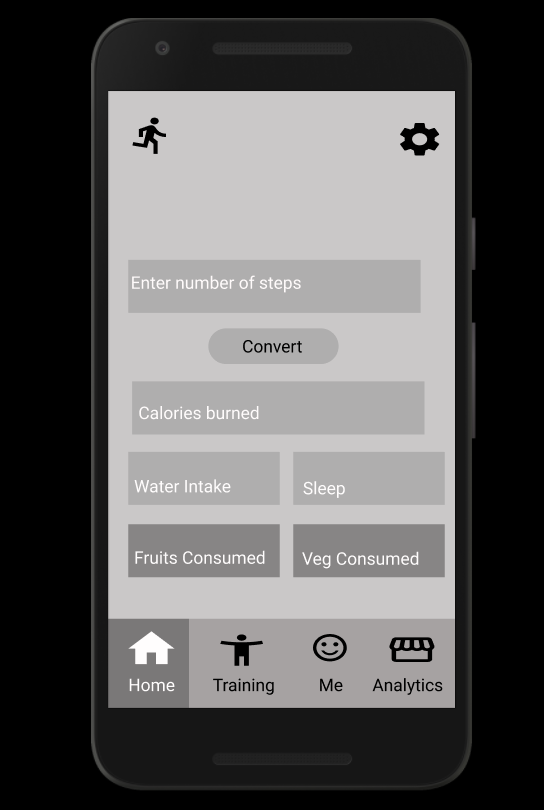 Enter number of steps
Convert
Calories burned
Water Intake
Sleep
Fruits Consumed
Veg Consumed
Home
Training
Me
Analytics